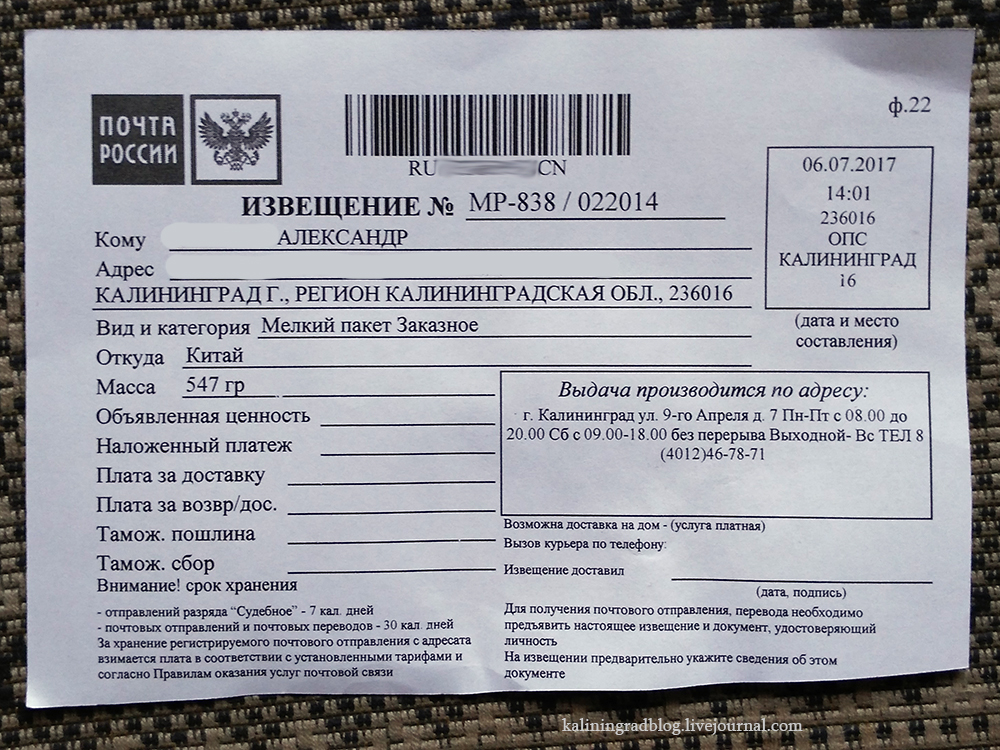 ПОЧТА
РОССИИ
RU CN
ф.22
ИЗВЕЩЕНИЕ № МР-838 / 022014
06.07.2017
14:01
236016
ОПС
КАЛИНИНГРАД
16
(дата и место
составления)
Кому АЛЕКСАНДР
Адрес
КАЛИНИНГРАД Г., РЕГИОН КАЛИНИНГРАДСКАЯ ОБЛ., 236016
Вид и категория Мелкий пакет Заказное
Откуда Китай
Масса 547 гр
Объявленная ценность
Наложенный платеж
Плата за доставку
Плата за возвр/дос.
Тамож. пошлина
Тамож. сбор
Внимание! срок хранения
- отправлений разряда “Судебное” - 7 кал. дней
- почтовых отправлений и почтовых переводов - 30 кал. дней
За хранение регистрируемого почтового отправления с адресата
взимается плата в соответствии с установленными тарифами и
согласно Правилам оказания услуг почтовой связи
Выдача производится по адресу:
г. Калининград ул. 9-го Апреля д. 7 Пн-Пт с 08.00 до
20.00 Сб с 09.00-18.00 без перерыва Выходной- Вс ТЕЛ 8
(4012)46-78-71
Возможна доставка на дом - (услуга платная)
Вызов курьера по телефону:
Извещение доставил
(дата, подпись)
Для получения почтового отправления, перевода необходимо
предъявить настоящее извещение и документ, удостоверяющий
личность
На извещении предварительно укажите сведения об этом
документе
kaliningradblog.livejournal.com